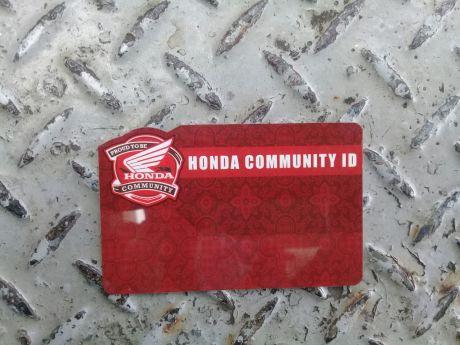 PROUD TO BE
HONDA
COMMUNITY
HONDA COMMUNITY ID